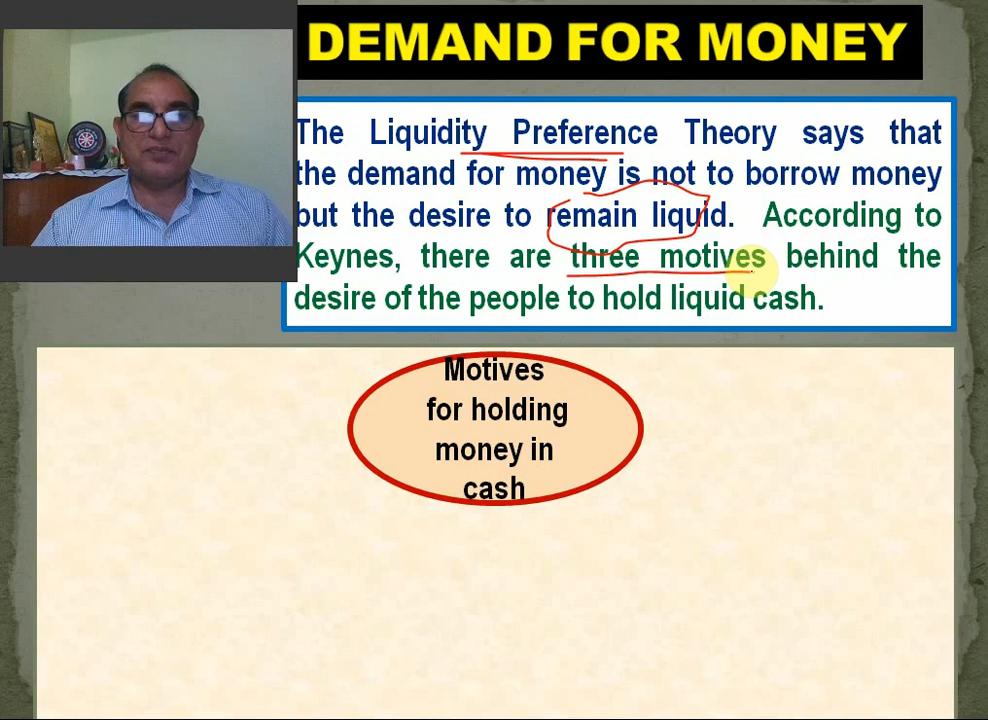 DEMAND FOR MONEY
The Liquidity Preference Theory says that
the demand for money is not to borrow money
but the desire to remain liquid. According to
Keynes, there are three motives behind the
desire of the people to hold liquid cash.
Motives
for holding
money in
cash